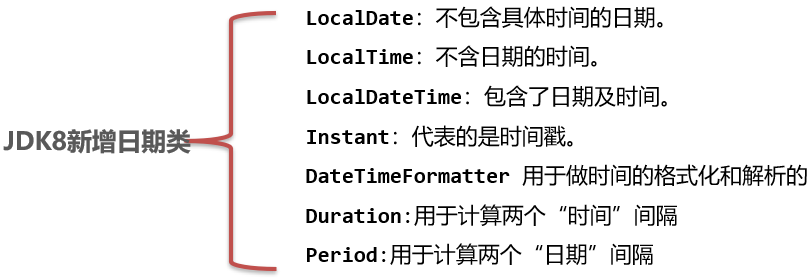 JDK8新增日期类
LocalDate：不包含具体时间的日期。
LocalTime：不含日期的时间。
LocalDateTime：包含了日期及时间。
Instant：代表的是时间戳。
DateTimeFormatter 用于做时间的格式化和解析的
Duration:用于计算两个“时间”间隔
Period:用于计算两个“日期”间隔